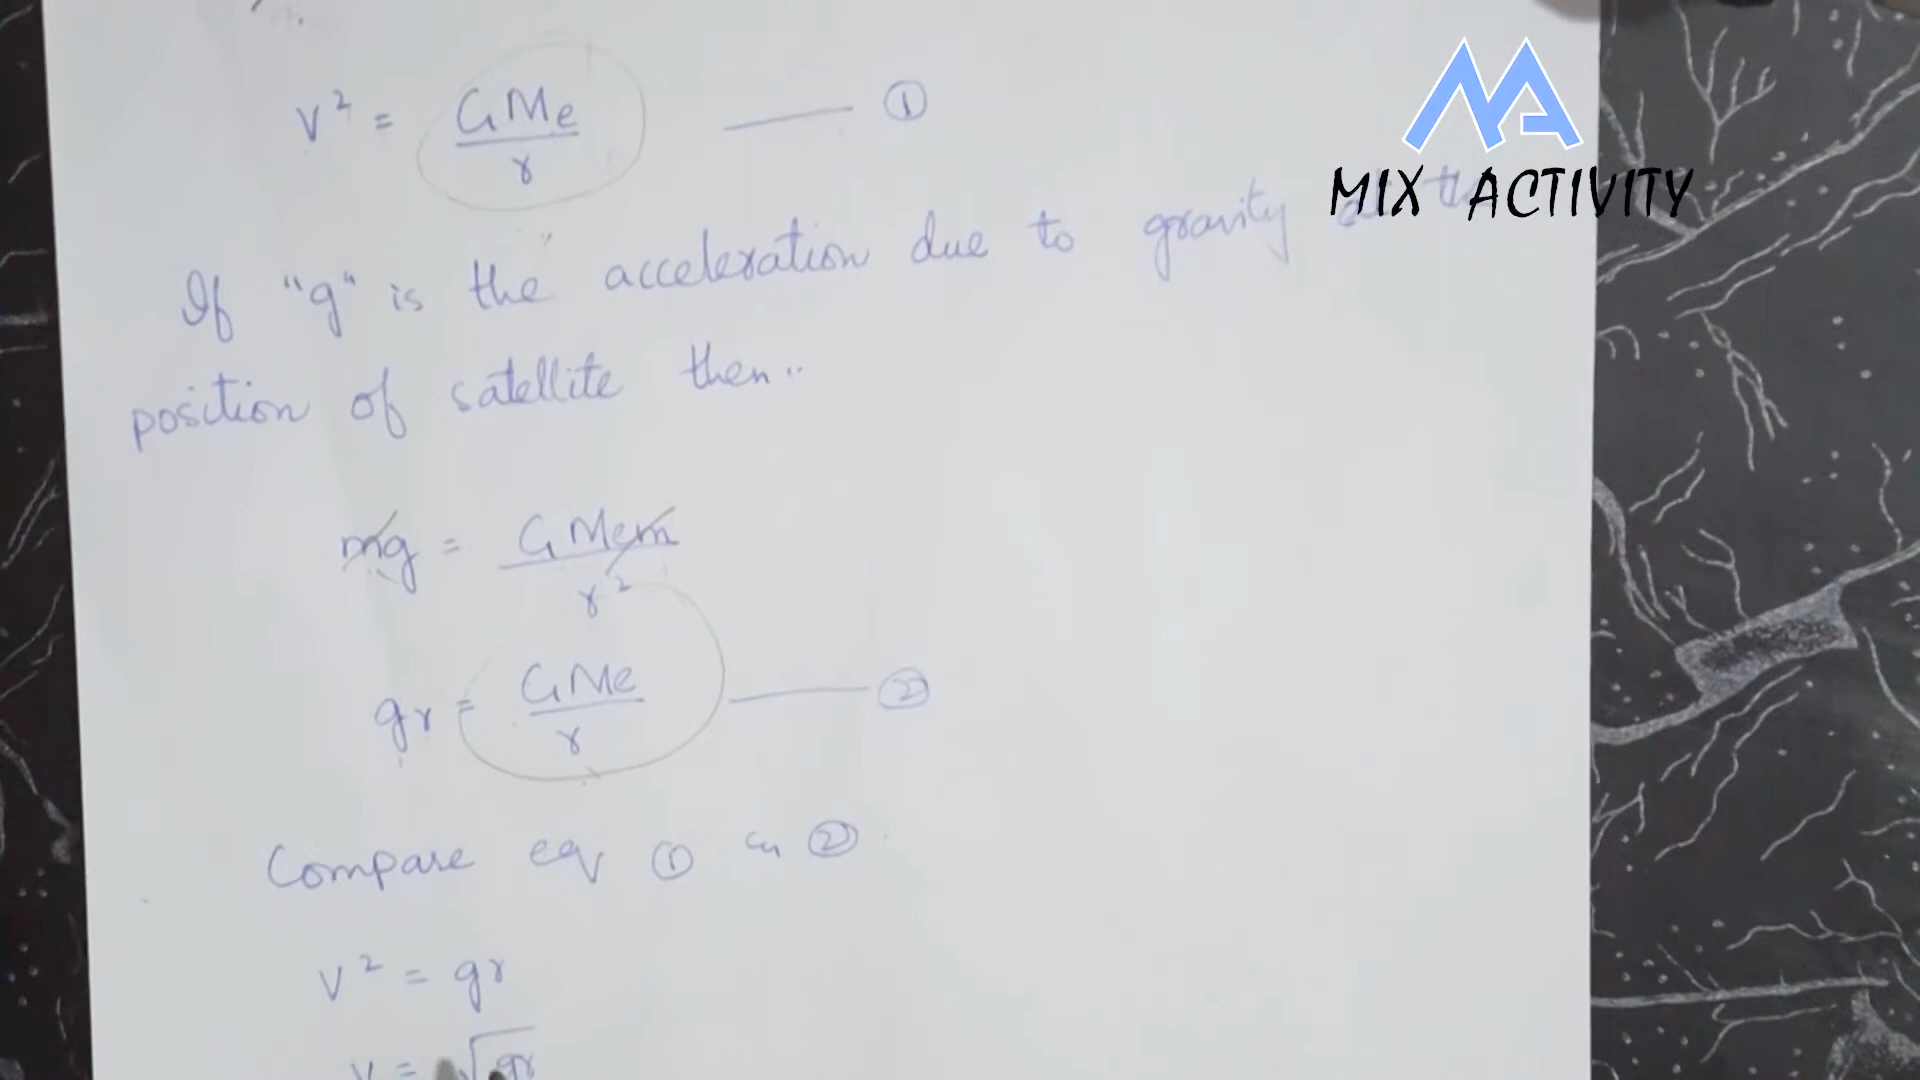 V² = GMe/r ①
MIX ACTIVITY
If "g" is the acceleration due to gravity
position of satellite then..
mg = GMem/r²
gr = GMe/r ②
Compare eq ① ②
V² = gr
V = √gr